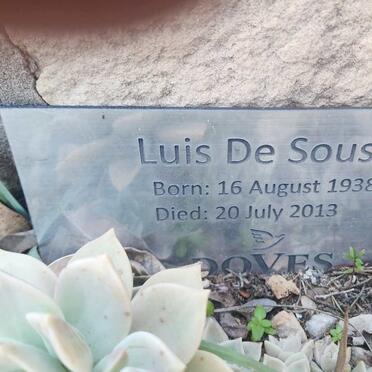 Luis De Sous
Born: 16 August 1938
Died: 20 July 2013
DOVES